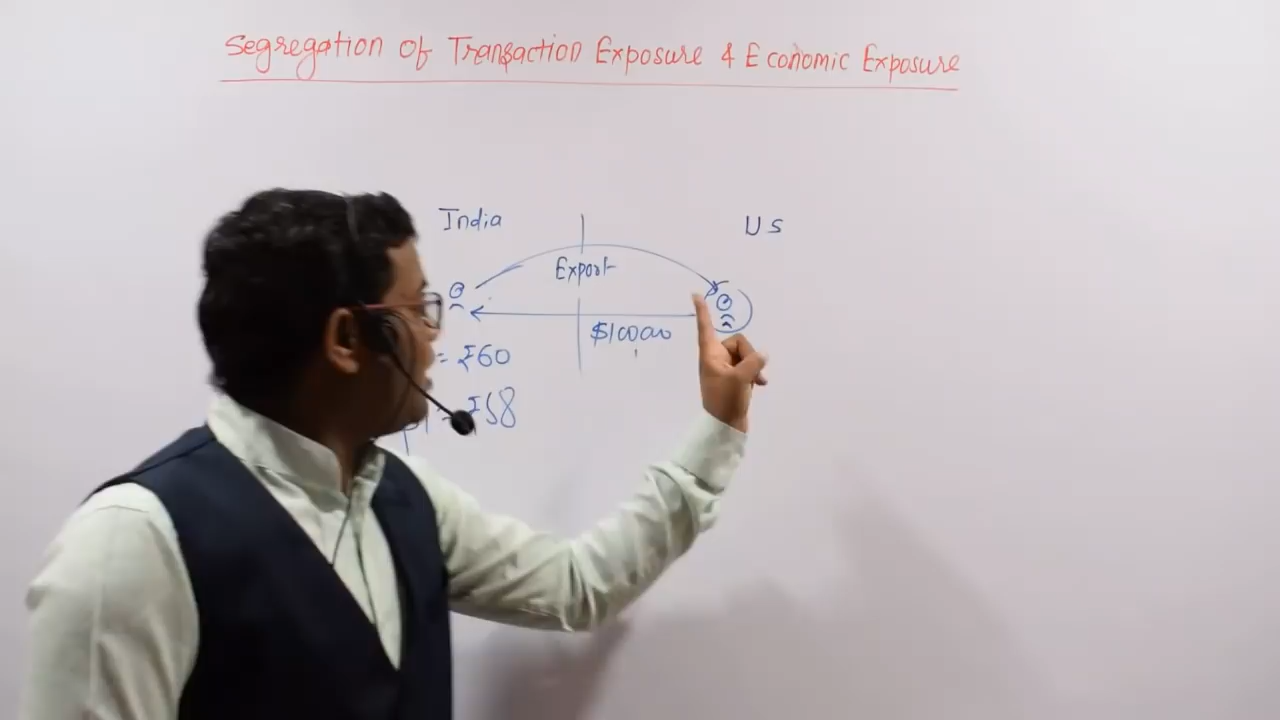 Segregation of Transaction Exposure & Economic Exposure
India
US
Export
$10000
= ₹60
₹58